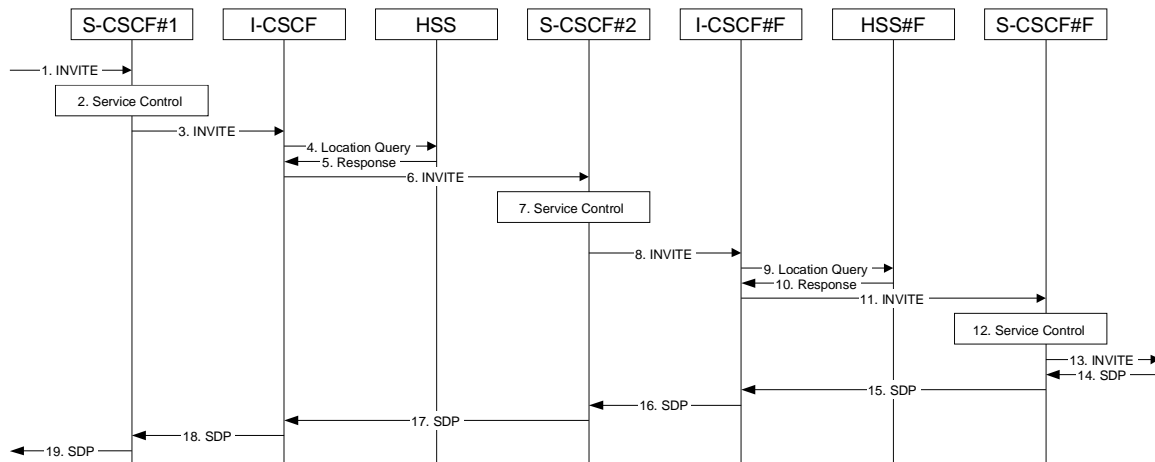 S-CSCF#1
I-CSCF
HSS
S-CSCF#2
I-CSCF#F
HSS#F
S-CSCF#F
1. INVITE
2. Service Control
3. INVITE
4. Location Query
5. Response
6. INVITE
7. Service Control
8. INVITE
9. Location Query
10. Response
11. INVITE
12. Service Control
13. INVITE
14. SDP
15. SDP
16. SDP
17. SDP
18. SDP
19. SDP